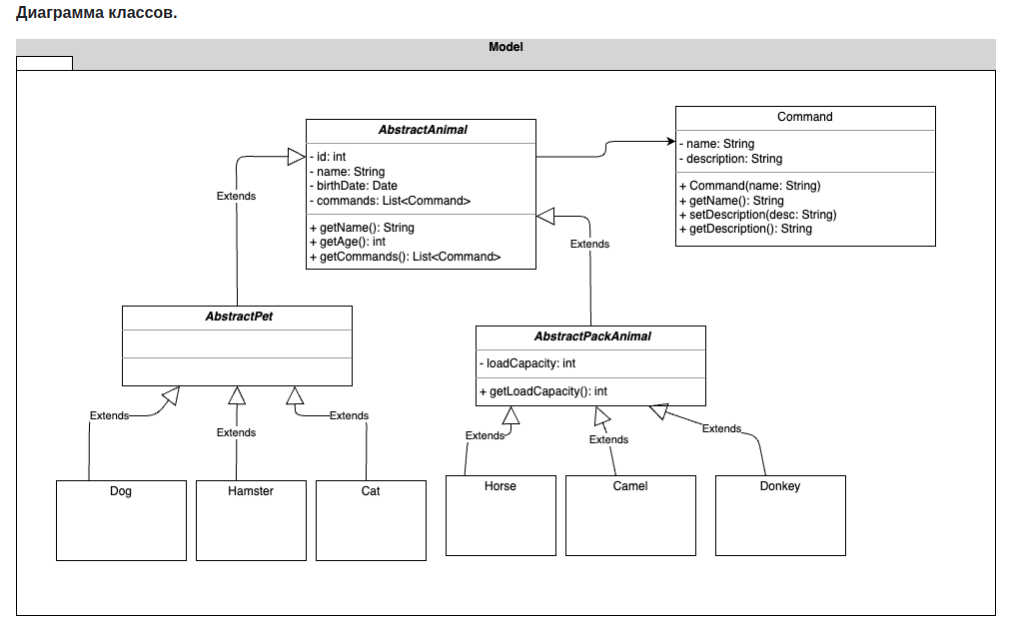 Диаграмма классов.
Model
AbstractAnimal
- id: int
- name: String
- birthDate: Date
- commands: List<Command>
+ getName(): String
+ getAge(): int
+ getCommands(): List<Command>
Command
- name: String
- description: String
+ Command(name: String)
+ getName(): String
+ setDescription(desc: String)
+ getDescription(): String
Extends
Extends
AbstractPet
AbstractPackAnimal
- loadCapacity: int
+ getLoadCapacity(): int
Extends
Extends
Extends
Extends
Extends
Extends
Dog
Hamster
Cat
Horse
Camel
Donkey